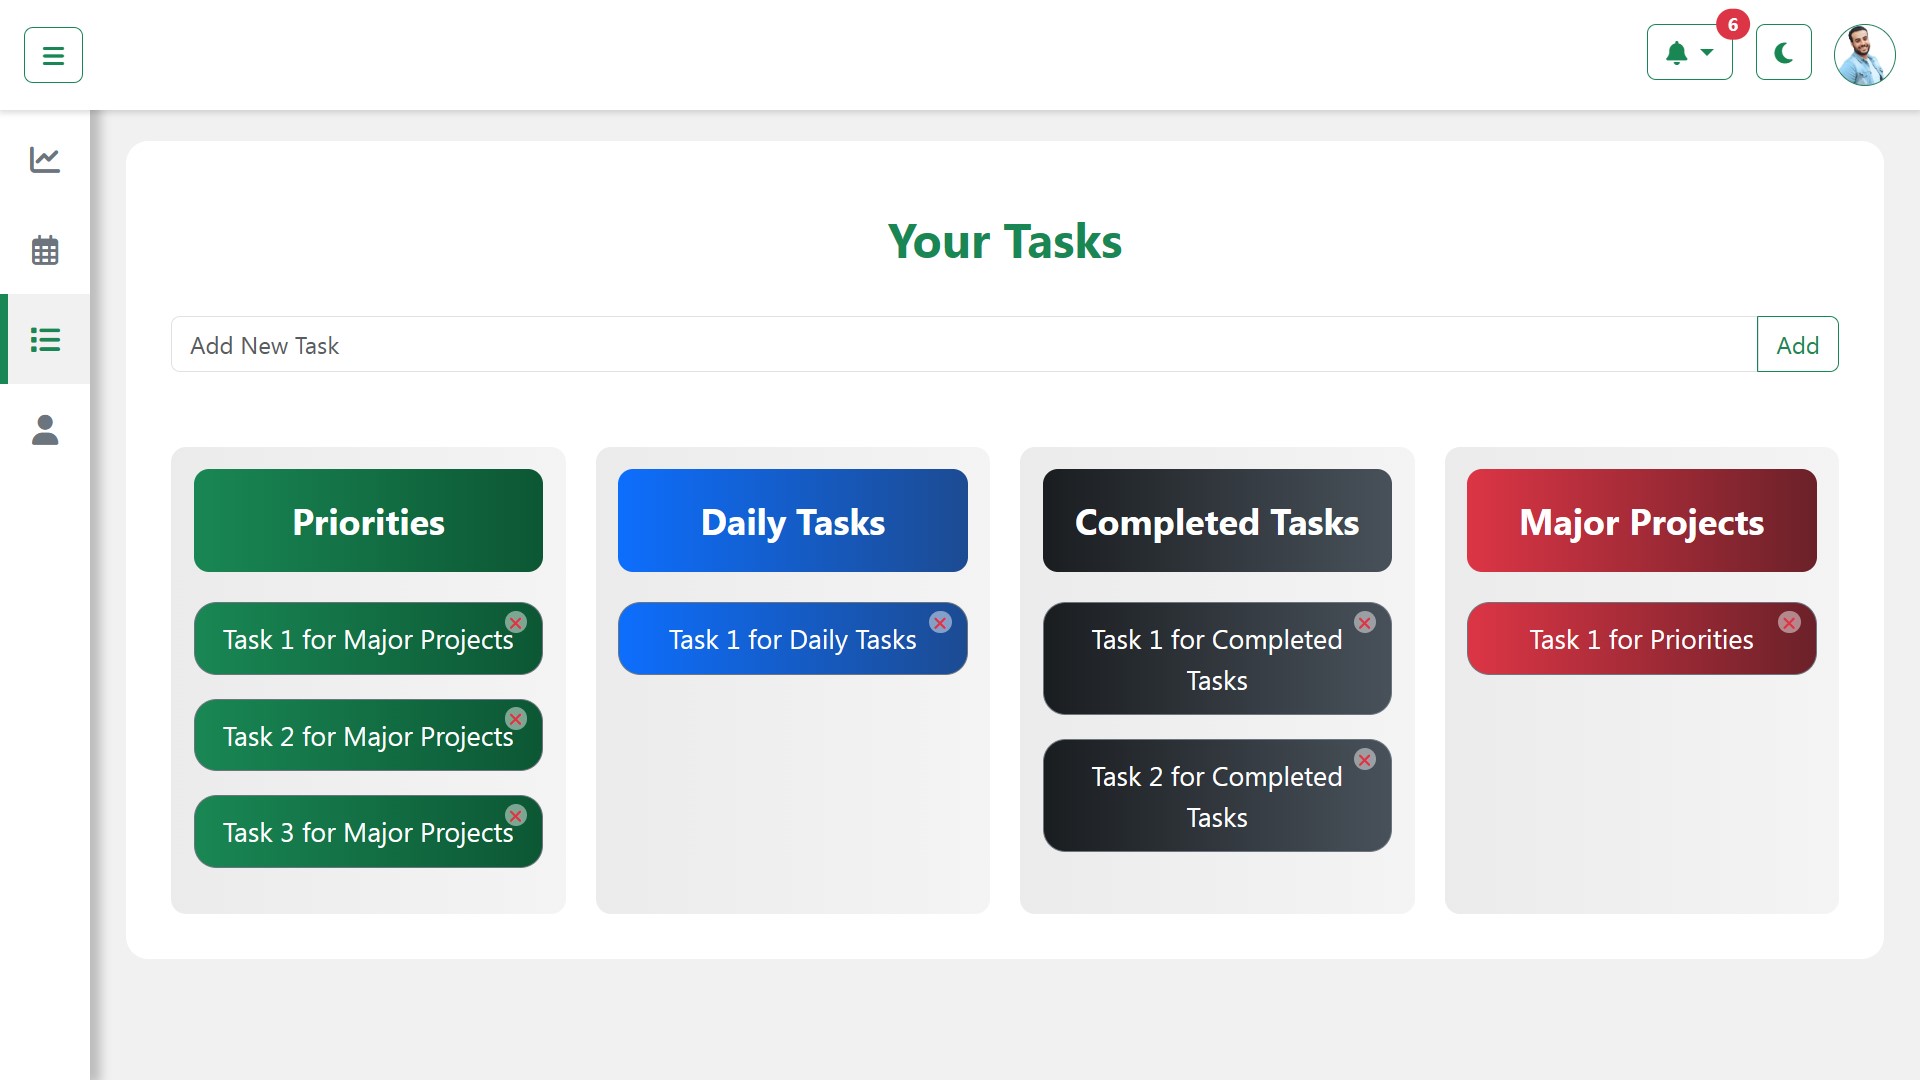 6
Your Tasks
Add New Task
Add
Priorities
Task 1 for Major Projects
Task 2 for Major Projects
Task 3 for Major Projects
Daily Tasks
Task 1 for Daily Tasks
Completed Tasks
Task 1 for Completed
Tasks
Task 2 for Completed
Tasks
Major Projects
Task 1 for Priorities